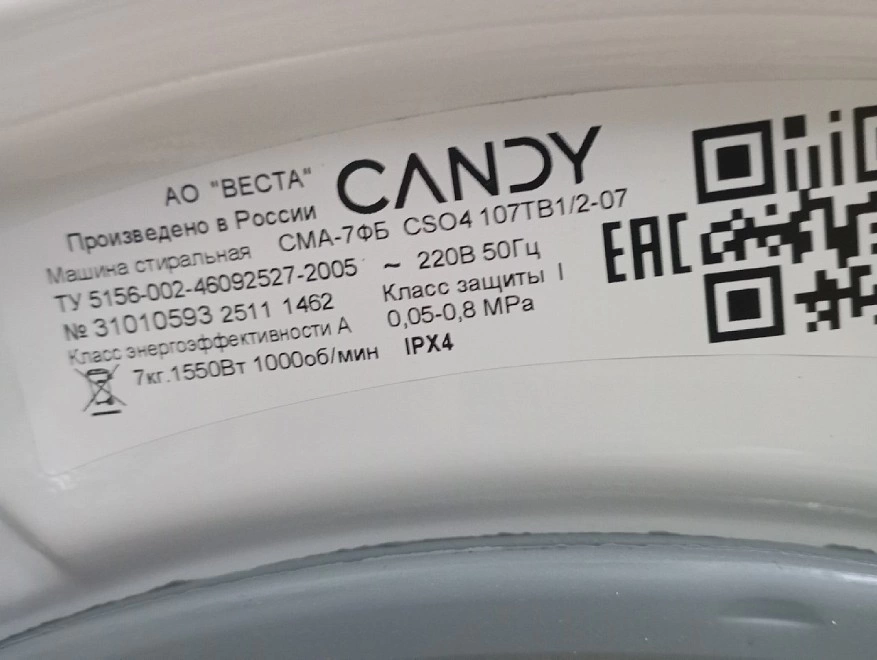 АО "ВЕСТА"
CANDY
Произведено в России
Машина стиральная СМА-7ФБ CSO4 107TB1/2-07
ТУ 5156-002-46092527-2005 ~ 220В 50Гц
№ 31010593 2511 1462 Класс защиты I
Класс энергоэффективности А 0,05-0,8 МРа
7кг.1550Вт 1000об/мин IPX4
EAC